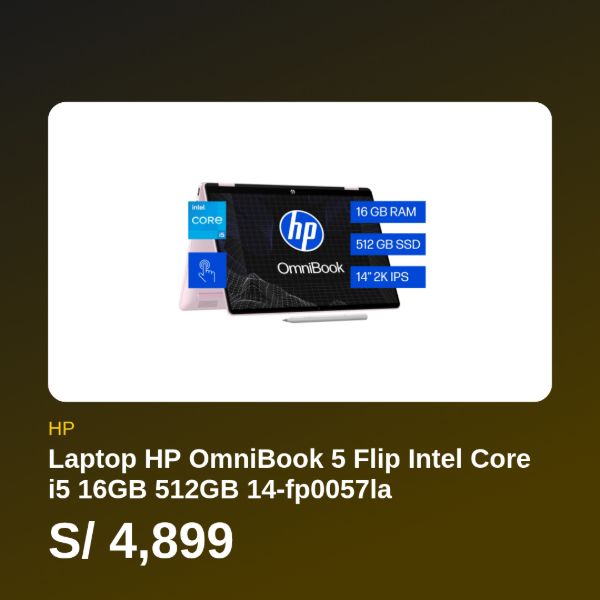 intel
CORE
i5
hp
OmniBook
16 GB RAM
512 GB SSD
14" 2K IPS
HP
Laptop HP OmniBook 5 Flip Intel Core
i5 16GB 512GB 14-fp0057la
S/ 4,899